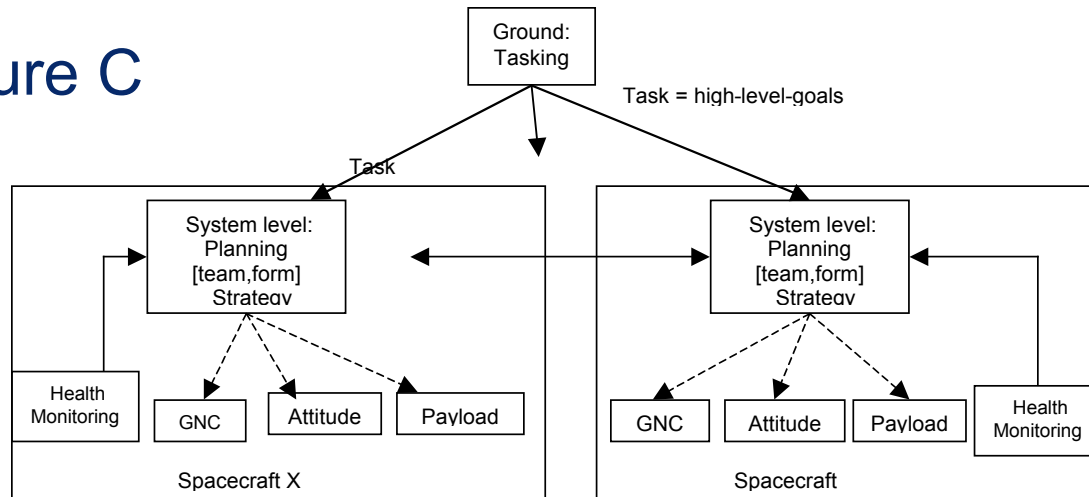 ure C
Ground:
Tasking
Task = high-level-goals
Task
System level:
Planning
[team,form]
Strategy
System level:
Planning
[team,form]
Strategy
Health
Monitoring
GNC
Attitude
Payload
GNC
Attitude
Payload
Health
Monitoring
Spacecraft X
Spacecraft